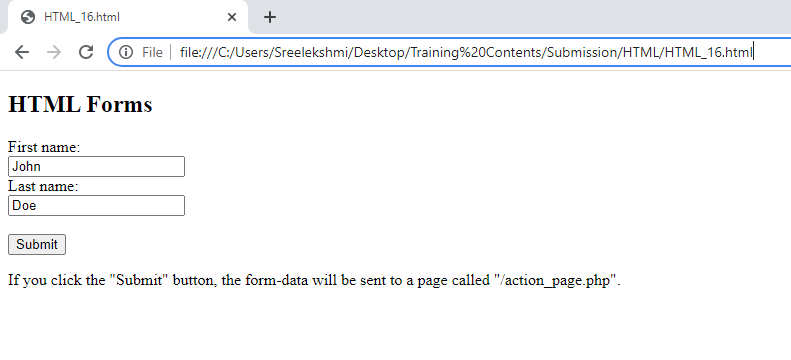 HTML_16.html
File file:///C:/Users/Sreelekshmi/Desktop/Training%20Contents/Submission/HTML/HTML_16.html
HTML Forms
First name:
John
Last name:
Doe
Submit
If you click the "Submit" button, the form-data will be sent to a page called "/action_page.php".